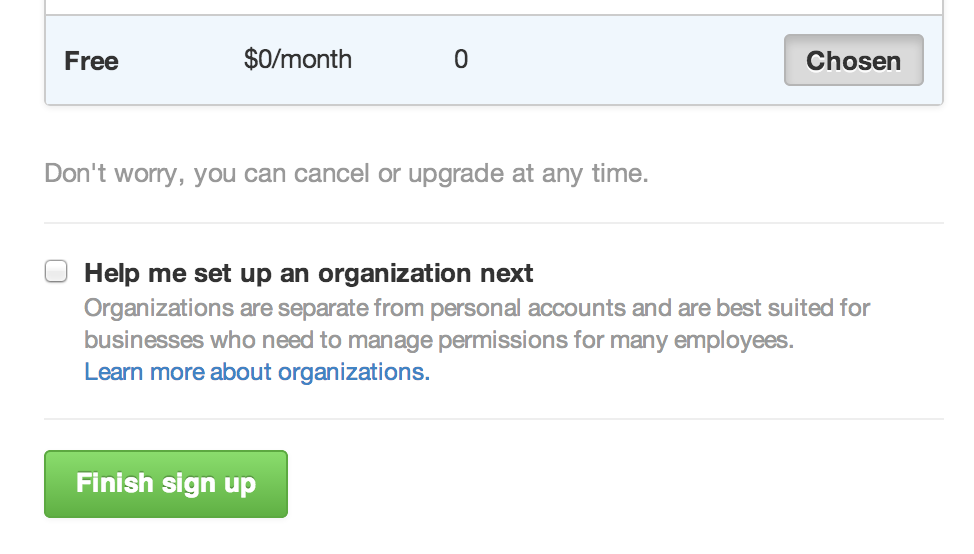 Free $0/month 0 Chosen
Don't worry, you can cancel or upgrade at any time.
Help me set up an organization next
Organizations are separate from personal accounts and are best suited for
businesses who need to manage permissions for many employees.
Learn more about organizations.
Finish sign up